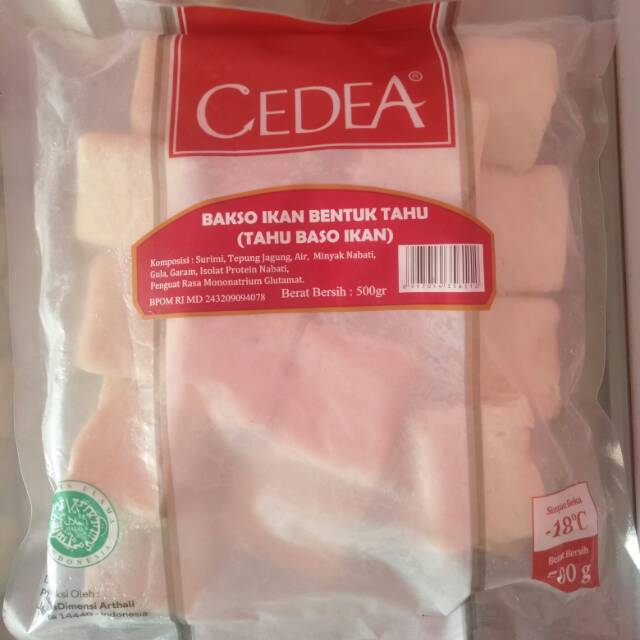 CEDEA®
BAKSO IKAN BENTUK TAHU
(TAHU BASO IKAN)
Komposisi : Surimi, Tepung Jagung, Air, Minyak Nabati,
Gula, Garam, Isolat Protein Nabati,
Penguat Rasa Mononatrium Glutamat.
BPOM RI MD 243209094078
Berat Bersih : 500gr
Simpan Beku
-18°C
Berat Bersih
g
Oleh :
Dimensi Arthali
Indonesia